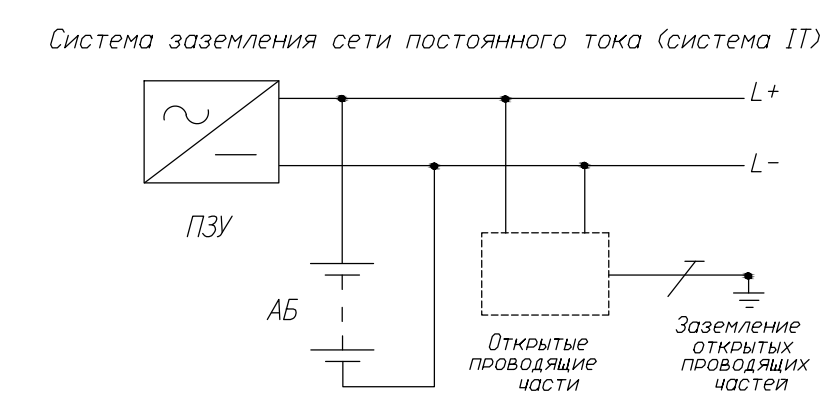 Система заземления сети постоянного тока (система IT)
L+
L-
ПЗУ
АБ
Открытые
проводящие
части
Заземление
открытых
проводящих
частей